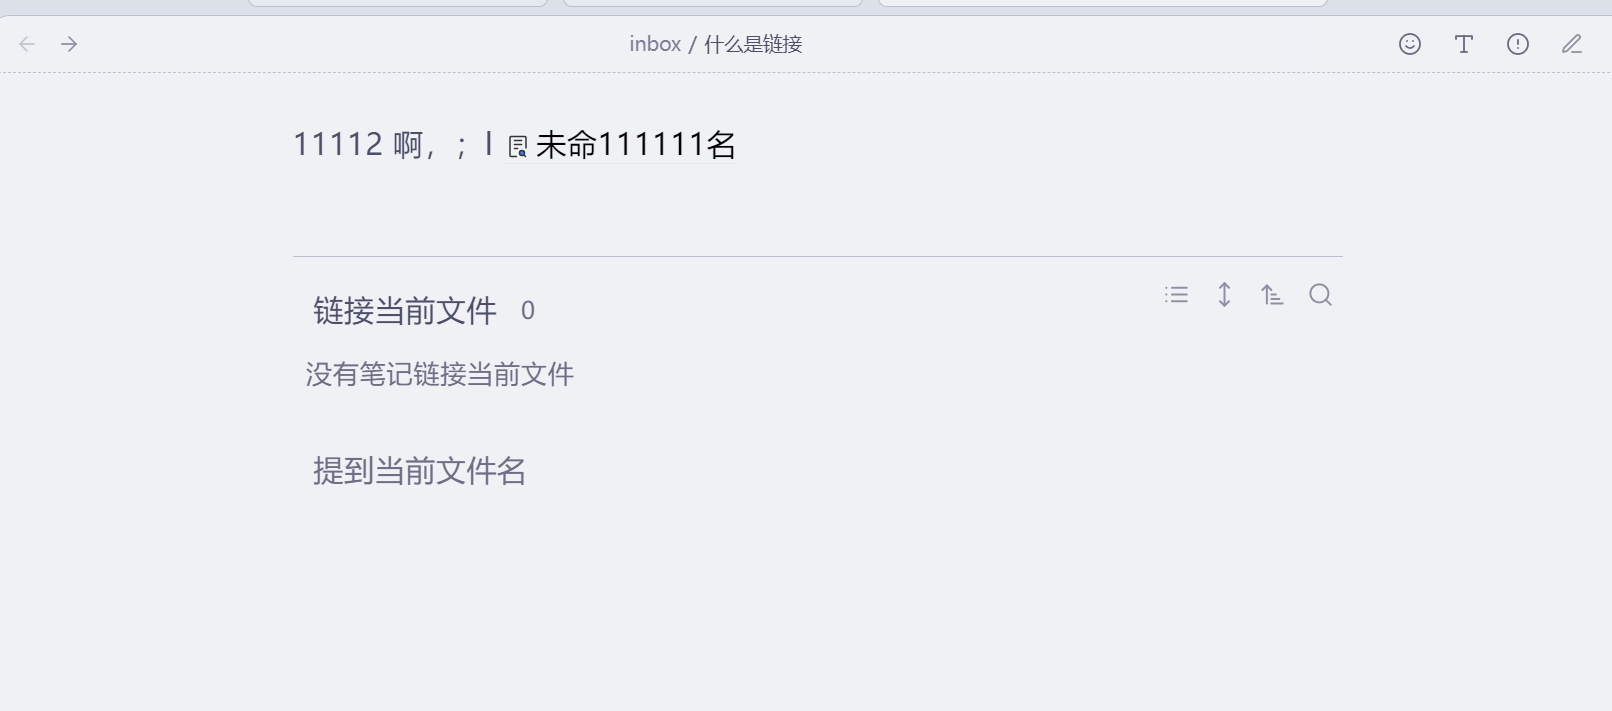 inbox / 什么是链接
11112 啊，；l 未命111111名
链接当前文件 0
没有笔记链接当前文件
提到当前文件名